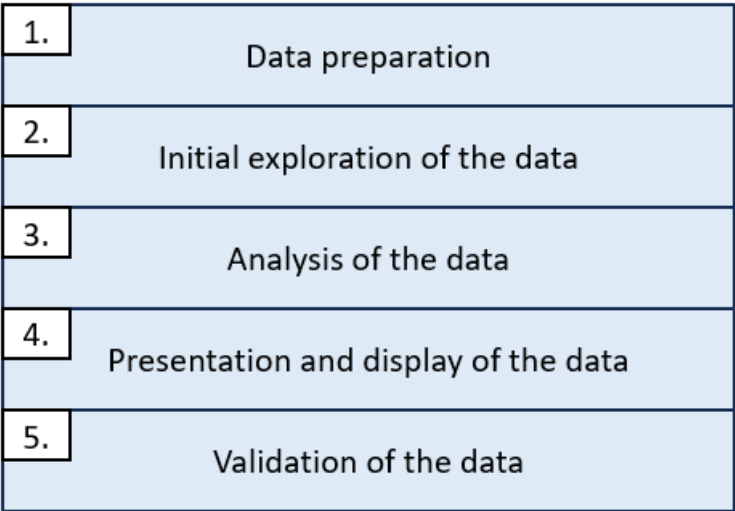 1.
Data preparation
2.
Initial exploration of the data
3.
Analysis of the data
4.
Presentation and display of the data
5.
Validation of the data